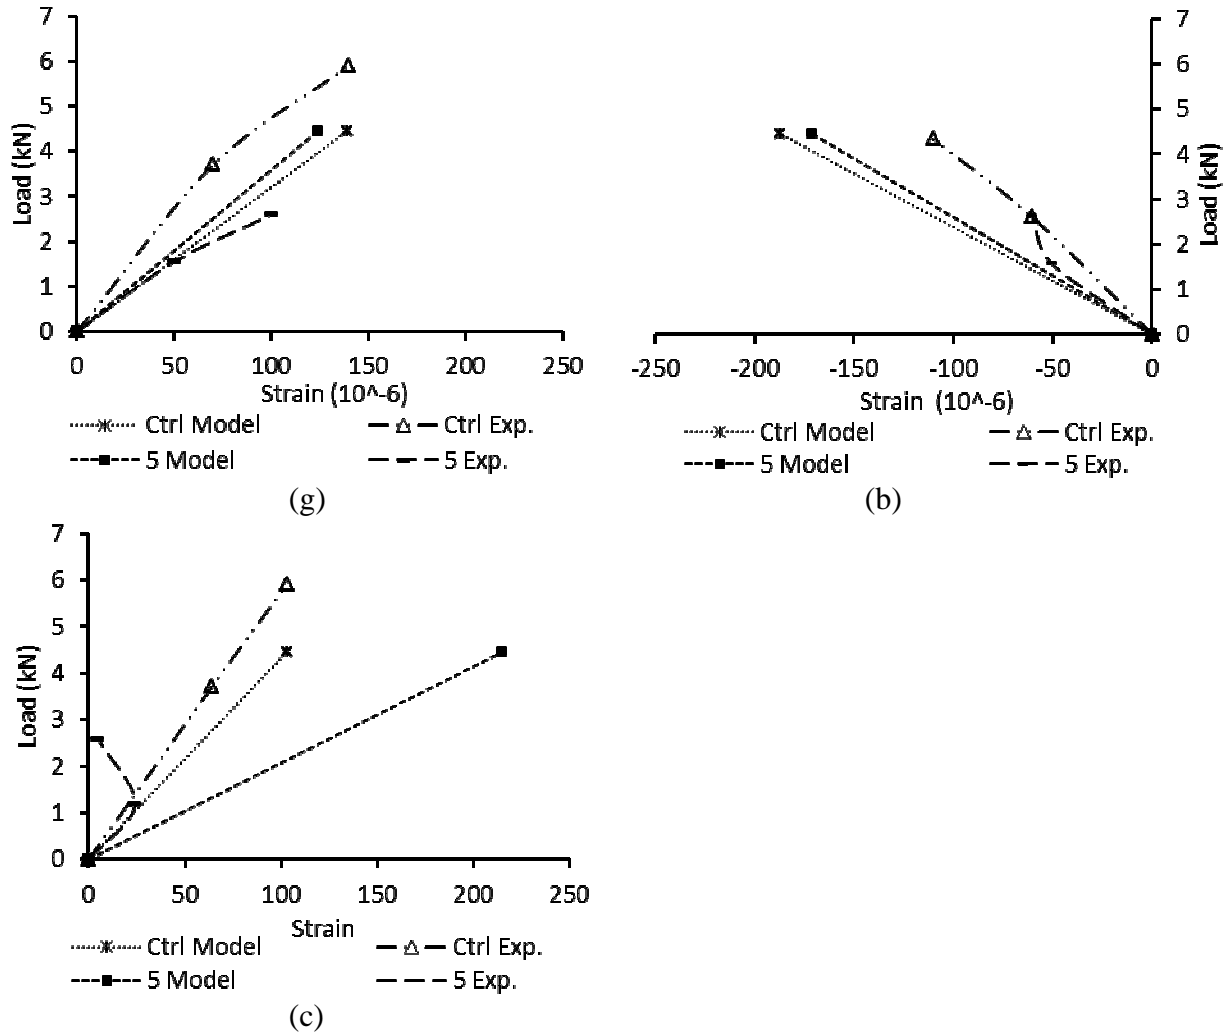 7
6
5
4
3
2
1
0
Load (kN)
0 50 100 150 200 250
Strain (10^-6)
Ctrl Model Ctrl Exp.
5 Model 5 Exp.
(g)
7
6
5
4
3
2
1
0
Load (kN)
-250 -200 -150 -100 -50 0
Strain (10^-6)
Ctrl Model Ctrl Exp.
5 Model 5 Exp.
(b)
7
6
5
4
3
2
1
0
Load (kN)
0 50 100 150 200 250
Strain
Ctrl Model Ctrl Exp.
5 Model 5 Exp.
(c)